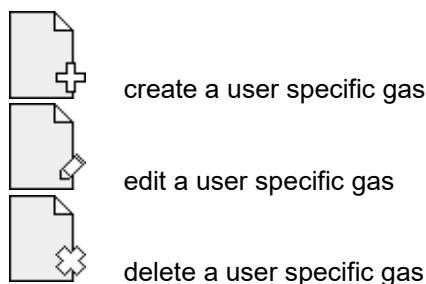 create a user specific gas
edit a user specific gas
delete a user specific gas